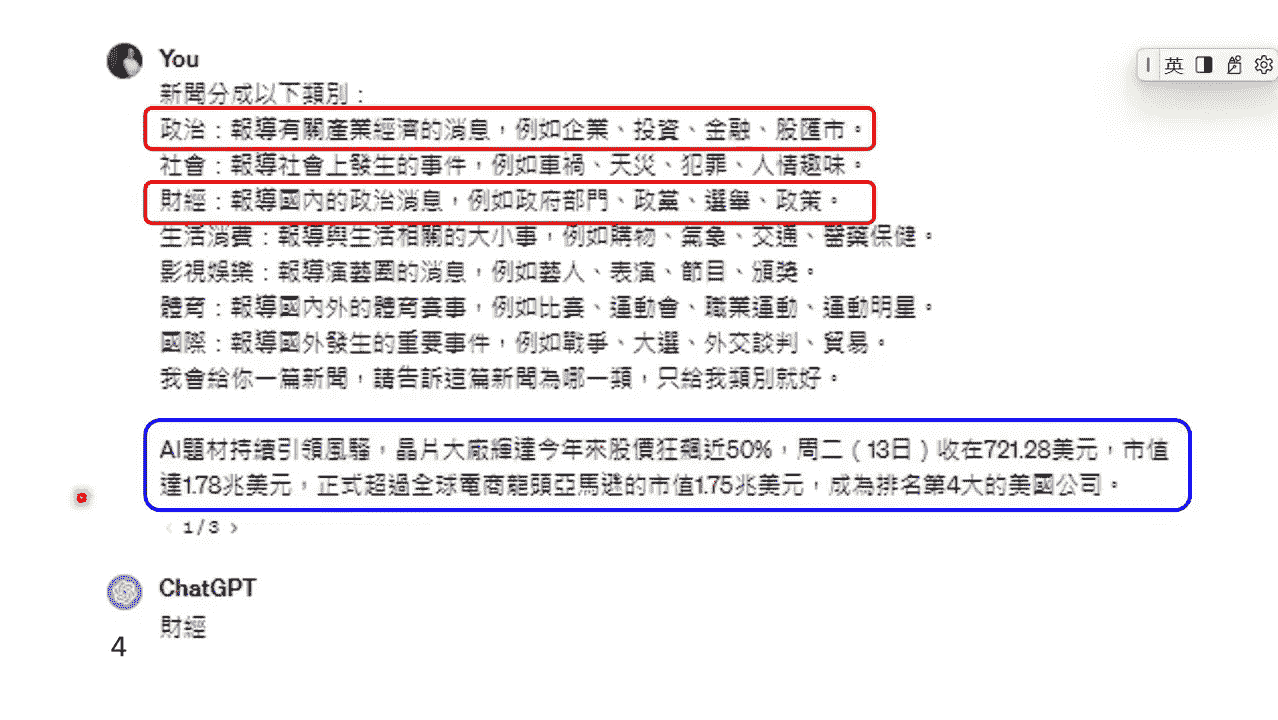 You
英
新聞分成以下類別：
政治：報導有關產業經濟的消息，例如企業、投資、金融、股匯市。
社會：報導社會上發生的事件，例如車禍、天災、犯罪、人情趣味。
財經：報導國內的政治消息，例如政府部門、政黨、選舉、政策。
生活消費：報導與生活相關的大小事，例如購物、氣象、交通、醫藥保健。
影視娛樂：報導演藝圈的消息，例如藝人、表演、節目、頒獎。
體育：報導國內外的體育賽事，例如比賽、運動會、職業運動、運動明星。
國際：報導國外發生的重要事件，例如戰爭、大選、外交談判、貿易。
我會給你一篇新聞，請告訴這篇新聞為哪一類，只給我類別就好。
AI題材持續引領風騷，晶片大廠輝達今年來股價狂飆近50%，周二（13日）收在721.28美元，市值
達1.78兆美元，正式超過全球電商龍頭亞馬遜的市值1.75兆美元，成為排名第4大的美國公司。
‹ 1/3 ›
ChatGPT
財經
4